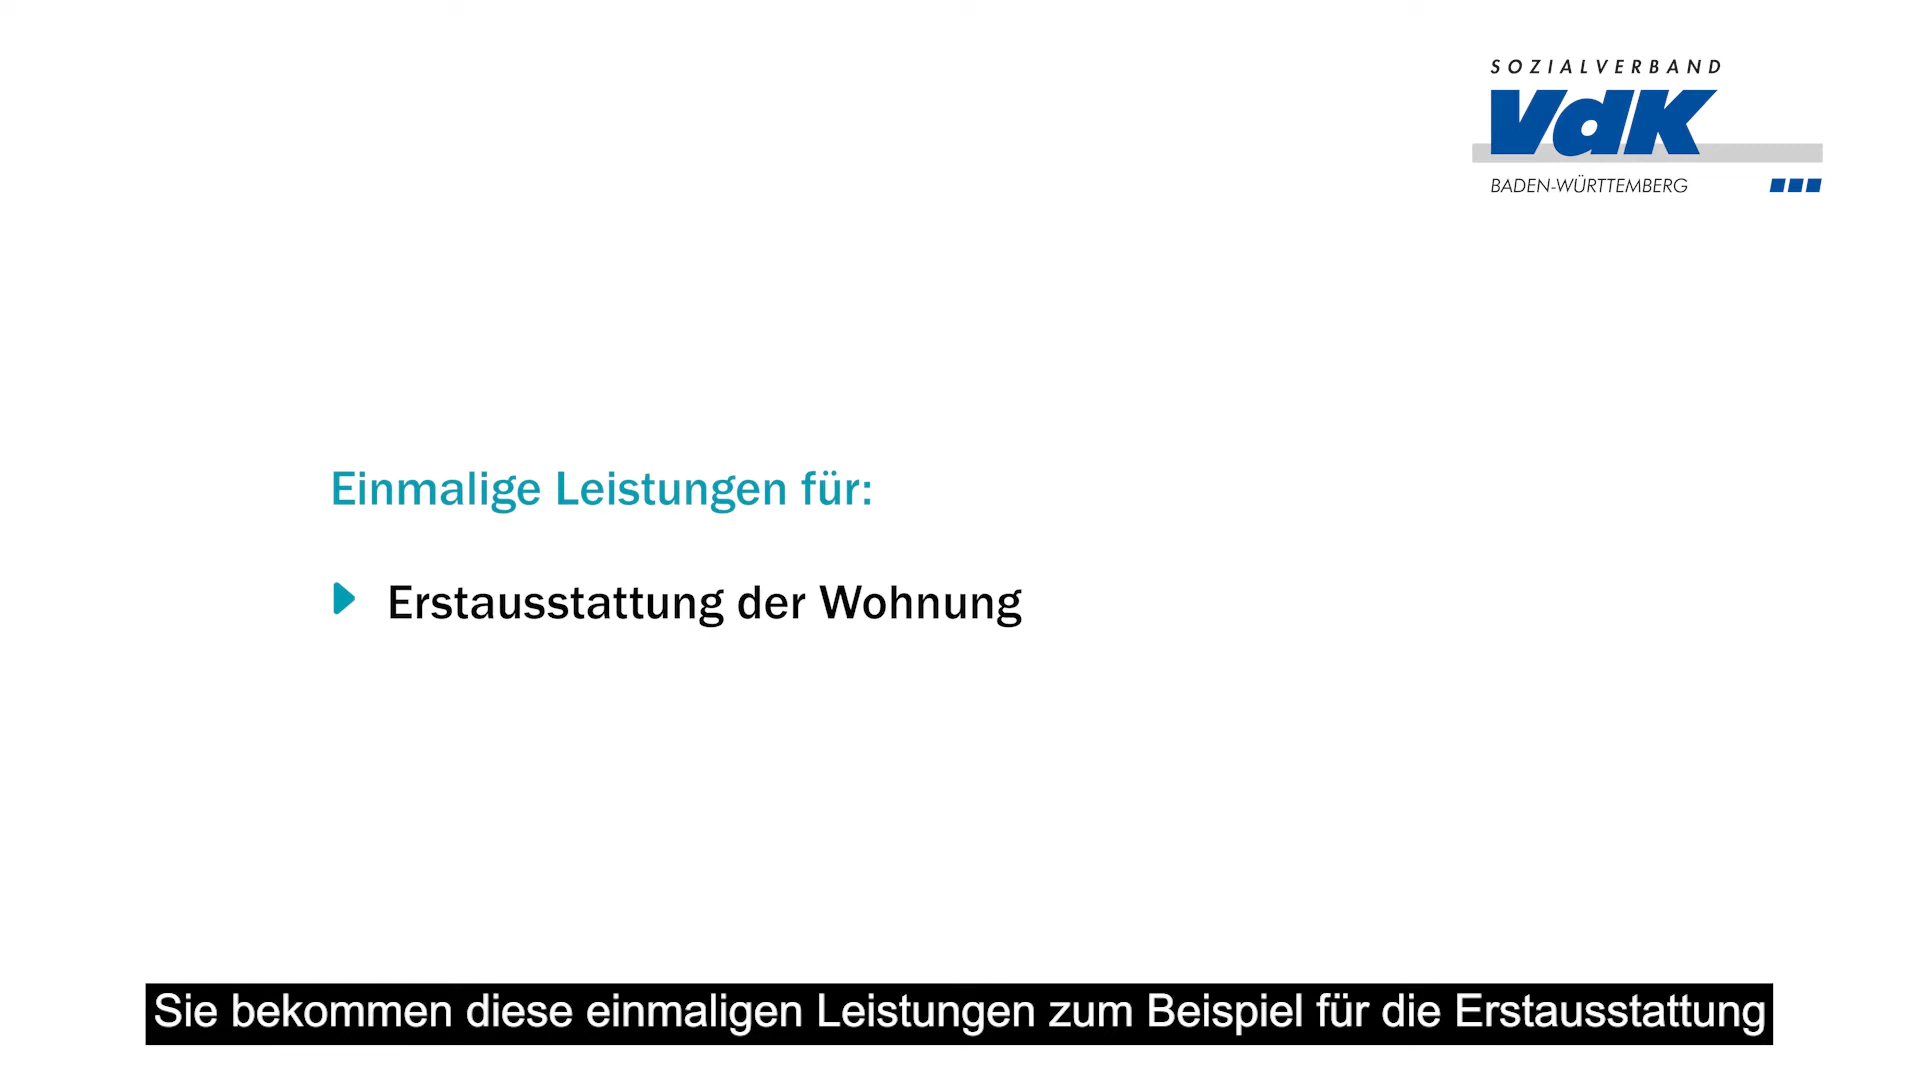 SOZIALVERBAND
VdK
BADEN-WÜRTTEMBERG
Einmalige Leistungen für:
Erstausstattung der Wohnung
Sie bekommen diese einmaligen Leistungen zum Beispiel für die Erstausstattung